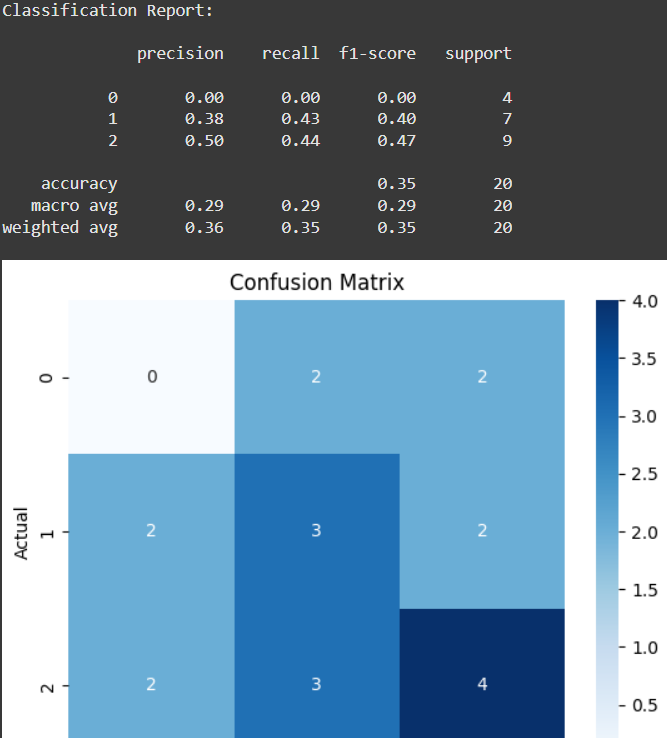 Classification Report:
precision recall f1-score support
0 0.00 0.00 0.00 4
1 0.38 0.43 0.40 7
2 0.50 0.44 0.47 9
accuracy 0.35 20
macro avg 0.29 0.29 0.29 20
weighted avg 0.36 0.35 0.35 20
Confusion Matrix
4.0
0 0 2 2
3.5
3.0
2.5
Actual
1 2 3 2
2.0
1.5
1.0
2 2 3 4
0.5